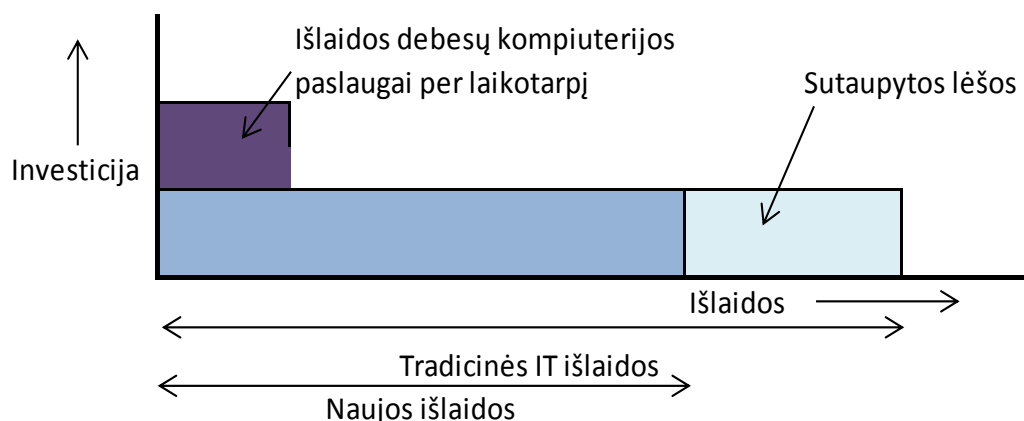 Išlaidos debesų kompiuterijos
paslaugai per laikotarpį
Sutaupytos lėšos
Investicija
Išlaidos
Tradicinės IT išlaidos
Naujos išlaidos